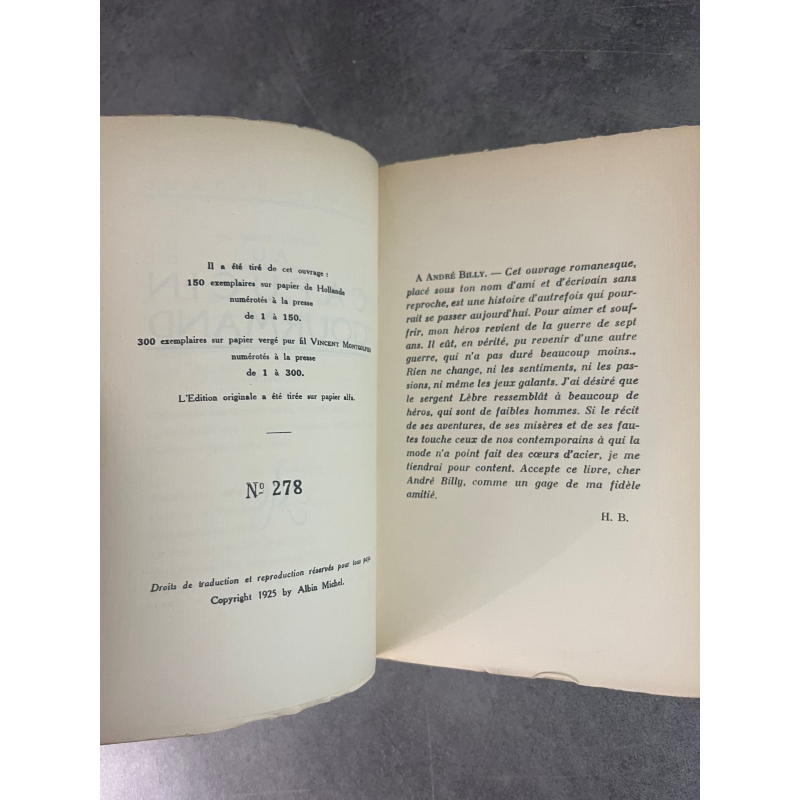 Il a été tiré de cet ouvrage :
150 exemplaires sur papier de Hollande
numérotés à la presse
de 1 à 150.
300 exemplaires sur papier vergé pur fil VINCENT MONTGOLFIER
numérotés à la presse
de 1 à 300.
L'Edition originale a été tirée sur papier alfa.
Nº 278
Droits de traduction et reproduction réservés pour tous pays.
Copyright 1925 by Albin Michel.
A ANDRÉ BILLY. — Cet ouvrage romanesque,
placé sous ton nom d'ami et d'écrivain sans
reproche, est une histoire d'autrefois qui pour-
rait se passer aujourd'hui. Pour aimer et souf-
frir, mon héros revient de la guerre de sept
ans. Il eût, en vérité, pu revenir d'une autre
guerre, qui n'a pas duré beaucoup moins..
Rien ne change, ni les sentiments, ni les pas-
sions, ni même les jeux galants. J'ai désiré que
le sergent Lèbre ressemblât à beaucoup de
héros, qui sont de faibles hommes. Si le récit
de ses aventures, de ses misères et de ses fau-
tes touche ceux de nos contemporains à qui la
mode n'a point fait des cœurs d'acier, je me
tiendrai pour content. Accepte ce livre, cher
André Billy, comme un gage de ma fidèle
amitié.
H. B.